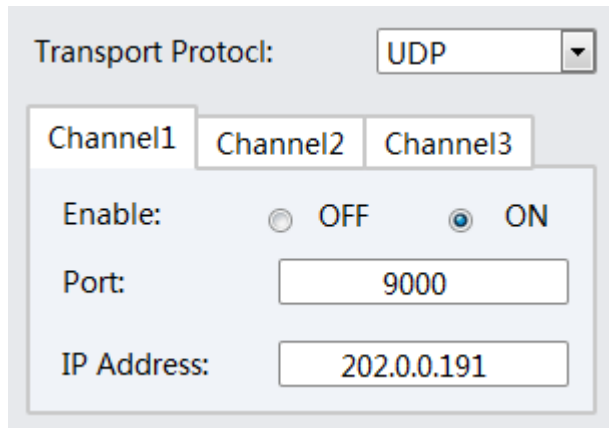 Transport Protocl: UDP
Channel1 Channel2 Channel3
Enable: OFF ON
Port: 9000
IP Address: 202.0.0.191